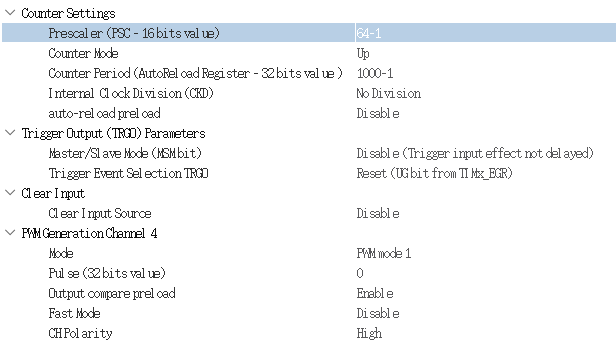 Counter Settings
Prescaler (PSC - 16 bits value) 64-1
Counter Mode Up
Counter Period (AutoReload Register - 32 bits value ) 1000-1
Internal Clock Division (CKD) No Division
auto-reload preload Disable
Trigger Output (TRGO) Parameters
Master/Slave Mode (MSM bit) Disable (Trigger input effect not delayed)
Trigger Event Selection TRGO Reset (UG bit from TIMx_EGR)
Clear Input
Clear Input Source Disable
PWM Generation Channel 4
Mode PWM mode 1
Pulse (32 bits value) 0
Output compare preload Enable
Fast Mode Disable
CH Polarity High